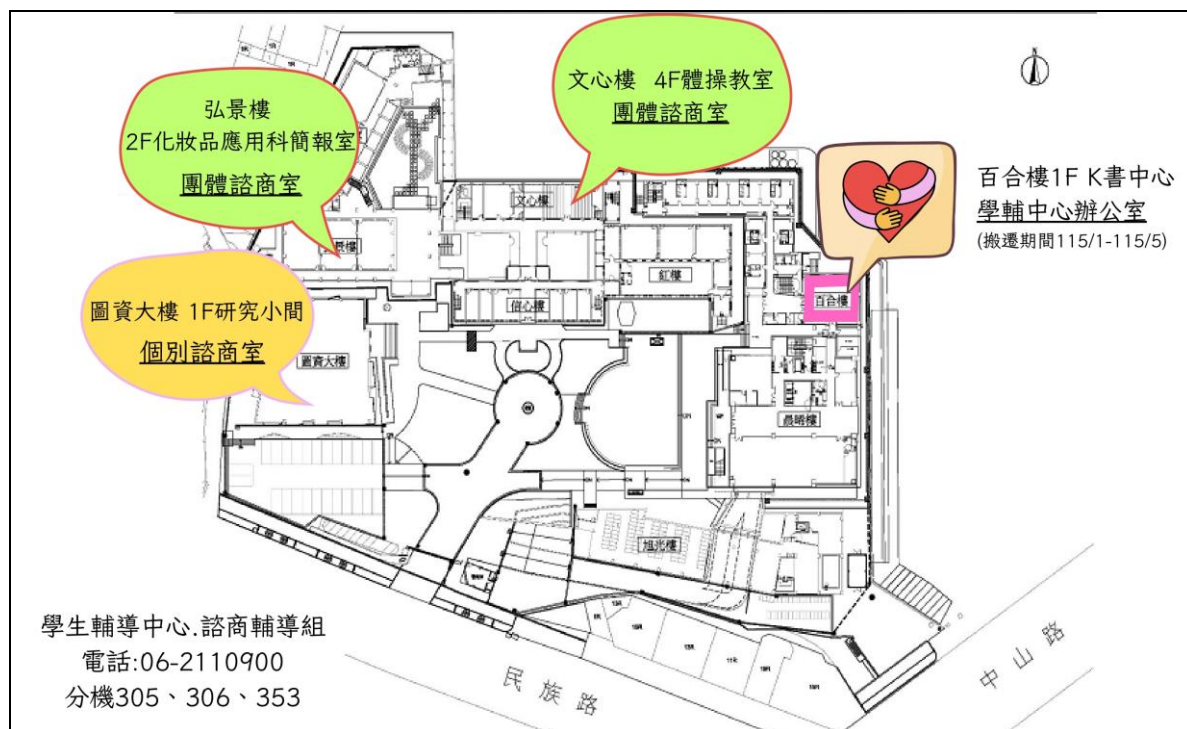 弘景樓
2F化妝品應用科簡報室
團體諮商室
文心樓 4F體操教室
團體諮商室
百合樓1F K書中心
學輔中心辦公室
(搬遷期間115/1-115/5)
圖資大樓 1F研究小間
個別諮商室
文心樓
景樓
紅樓
信心樓
百合樓
圖資大樓
晨曦樓
旭光樓
學生輔導中心.諮商輔導組
電話:06-2110900
分機305、306、353
民族路
中山路